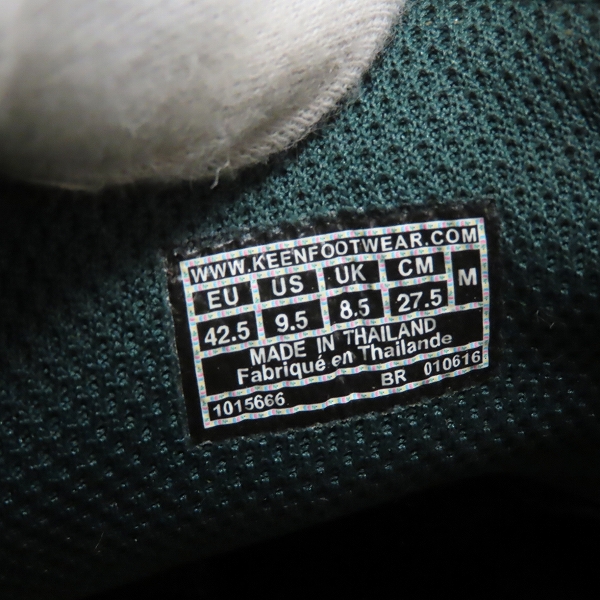 WWW.KEENFOOTWEAR.COM
EU US UK CM M
42.5 9.5 8.5 27.5
MADE IN THAILAND
Fabriqué en Thailande
1015666 BR 010616